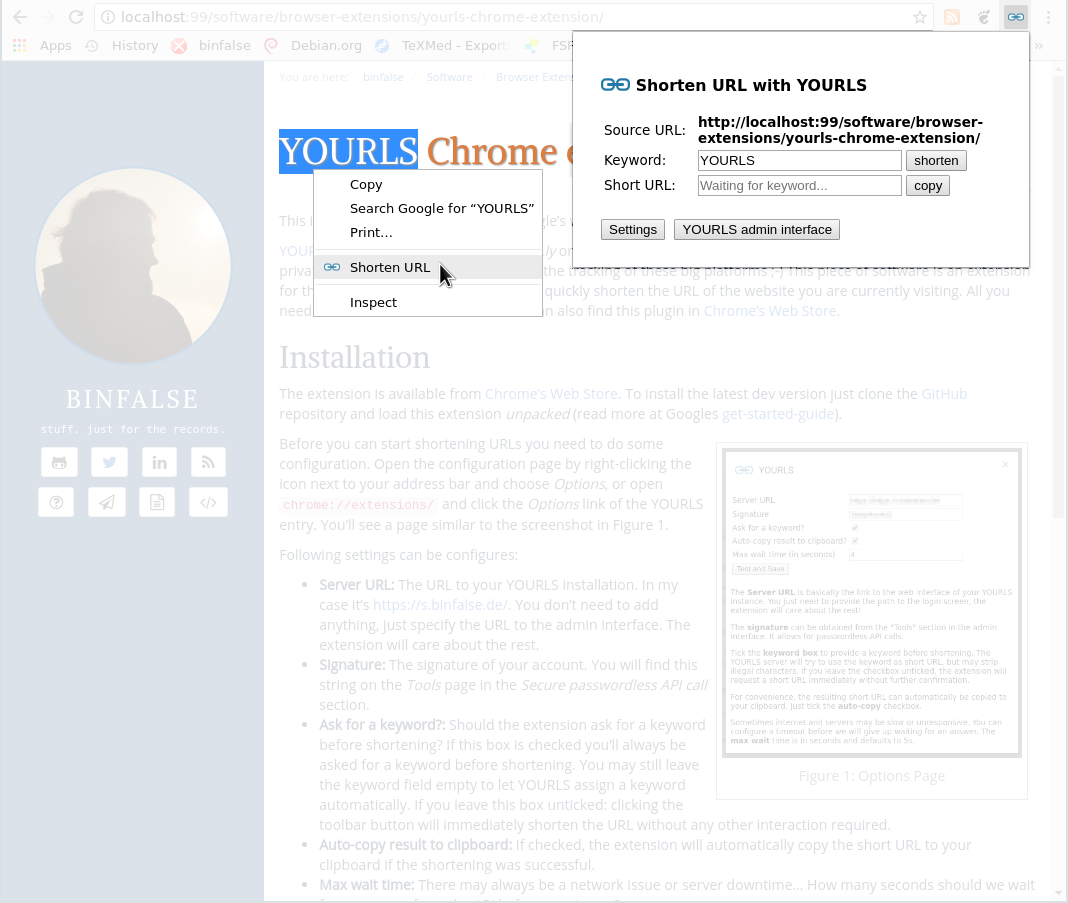 localhost:99/software/browser-extensions/yourls-chrome-extension/
Apps History binfalse Debian.org TeXMed - Export FSF »
You are here: bmfalse / Software / Browser Exten
Shorten URL with YOURLS
Source URL: http://localhost:99/software/browser-
extensions/yourls-chrome-extension/
Keyword: YOURLS shorten
Short URL: Waiting for keyword... copy
Settings YOURLS admin interface
YOURLS Chrome e
Copy
Search Google for “YOURLS”
Print...
Shorten URL
Inspect
This
YOUR ly
priva the tracking of these big platforms ;-) This piece of software is an extension
for th quickly shorten the URL of the website you are currently visiting. All you
need n also find this plugin in Chrome’s Web Store.
BINFALSE
stuff. just for the records.
Installation
The extension is available from Chrome’s Web Store. To install the latest dev version just clone the GitHub
repository and load this extension unpacked (read more at Googles get-started-guide).
Before you can start shortening URLs you need to do some
configuration. Open the configuration page by right-clicking the
icon next to your address bar and choose Options, or open
chrome://extensions/ and click the Options link of the YOURLS
entry. You’ll see a page similar to the screenshot in Figure 1.
Following settings can be configures:
• Server URL: The URL to your YOURLS installation. In my
case it’s https://s.binfalse.de/. You don’t need to add
anything, just specify the URL to the admin interface. The
extension will care about the rest.
• Signature: The signature of your account. You will find this
string on the Tools page in the Secure passwordless API call
section.
• Ask for a keyword?: Should the extension ask for a keyword
before shortening? If this box is checked you’ll always be
asked for a keyword before shortening. You may still leave
the keyword field empty to let YOURLS assign a keyword
automatically. If you leave this box unticked: clicking the
toolbar button will immediately shorten the URL without any other interaction required.
• Auto-copy result to clipboard: If checked, the extension will automatically copy the short URL to your
clipboard if the shortening was successful.
• Max wait time: There may always be a network issue or server downtime... How many seconds should we wait
YOURLS ×
Server URL
Signature
Ask for a keyword?
Auto-copy result to clipboard?
Max wait time (in seconds) 4
Test and Save
The Server URL is basically the link to the web interface of your YOURLS
instance. You just need to provide the path to the login screen, the
extension will care about the rest!
The signature can be obtained from the "Tools" section in the admin
interface. It allows for passwordless API calls.
Tick the keyword box to provide a keyword before shortening. The
YOURLS server will try to use the keyword as short URL, but may strip
illegal characters. If you leave the checkbox unticked, the extension will
request a short URL immediately without further confirmation.
For convenience, the resulting short URL can automatically be copied to
your clipboard. Just tick the auto-copy checkbox.
Sometimes internet and servers may be slow or unresponsive. You can
configure a timeout before we will give up waiting for an answer. The
max wait time is in seconds and defaults to 5s.
Figure 1: Options Page